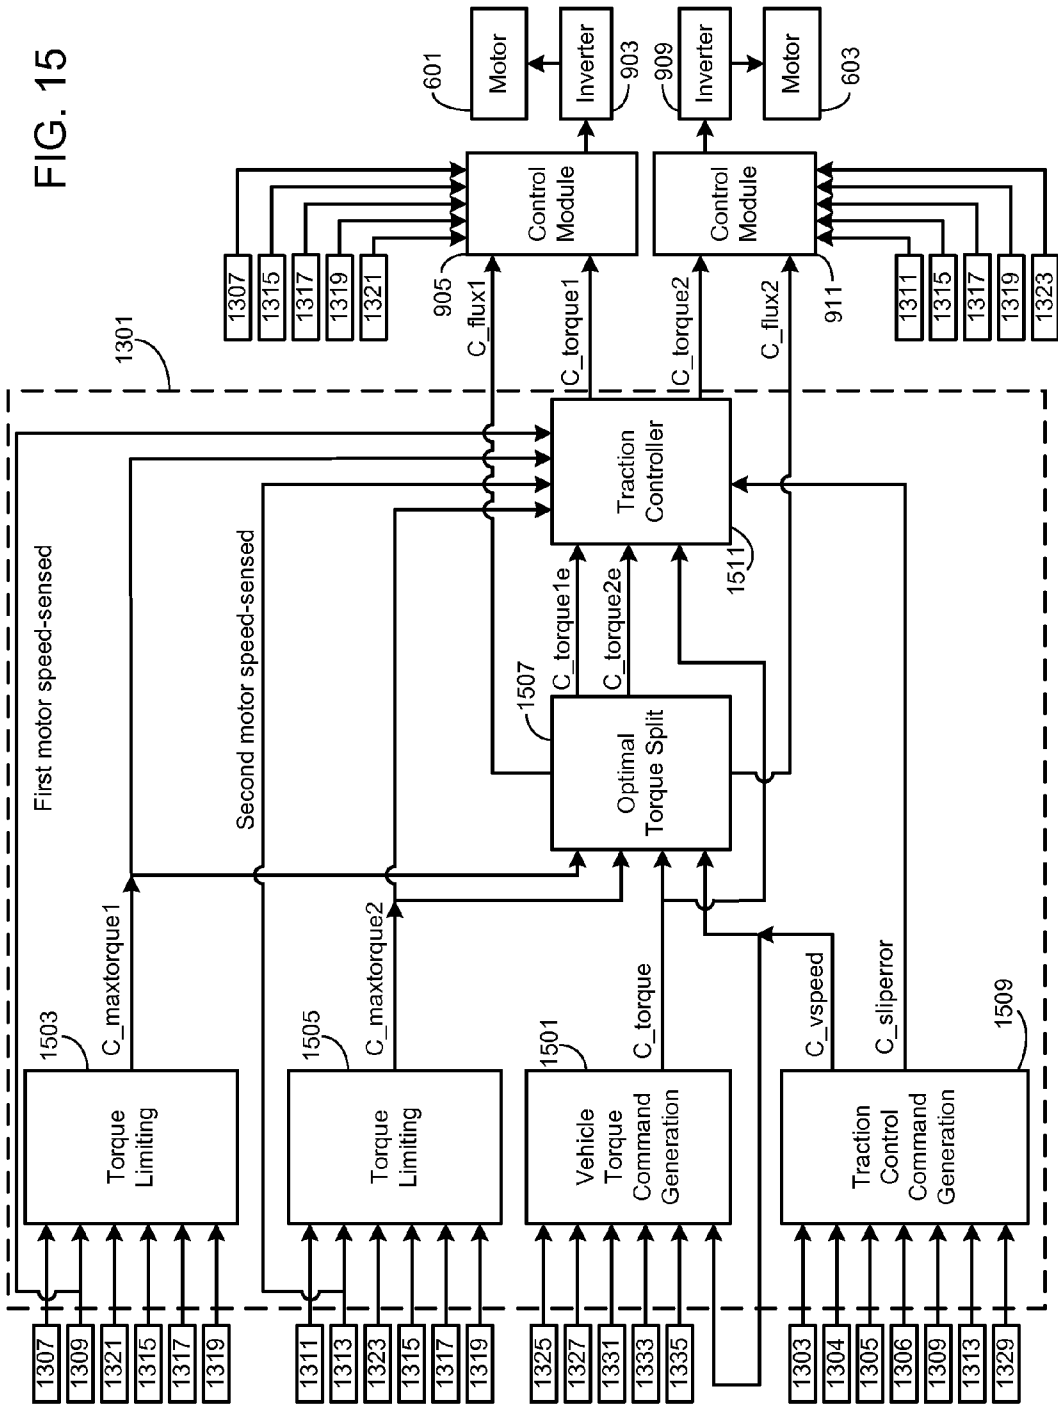 FIG. 15
1301
First motor speed-sensed
Second motor speed-sensed
1307
1309
1321
1315
1317
1319
Torque
Limiting
1503
C_maxtorque1
1311
1313
1323
1315
1317
1319
Torque
Limiting
1505
C_maxtorque2
1325
1327
1331
1333
1335
Vehicle
Torque
Command
Generation
1501
C_torque
1303
1304
1305
1306
1309
1313
1329
Traction
Control
Command
Generation
1509
C_vspeed
C_sliperror
Optimal
Torque Split
1507
C_torque1e
C_torque2e
Traction
Controller
1511
C_flux1
C_torque1
C_torque2
C_flux2
1307
1315
1317
1319
1321
Control
Module
905
Inverter
903
Motor
601
Control
Module
911
Inverter
909
Motor
603
1311
1315
1317
1319
1323